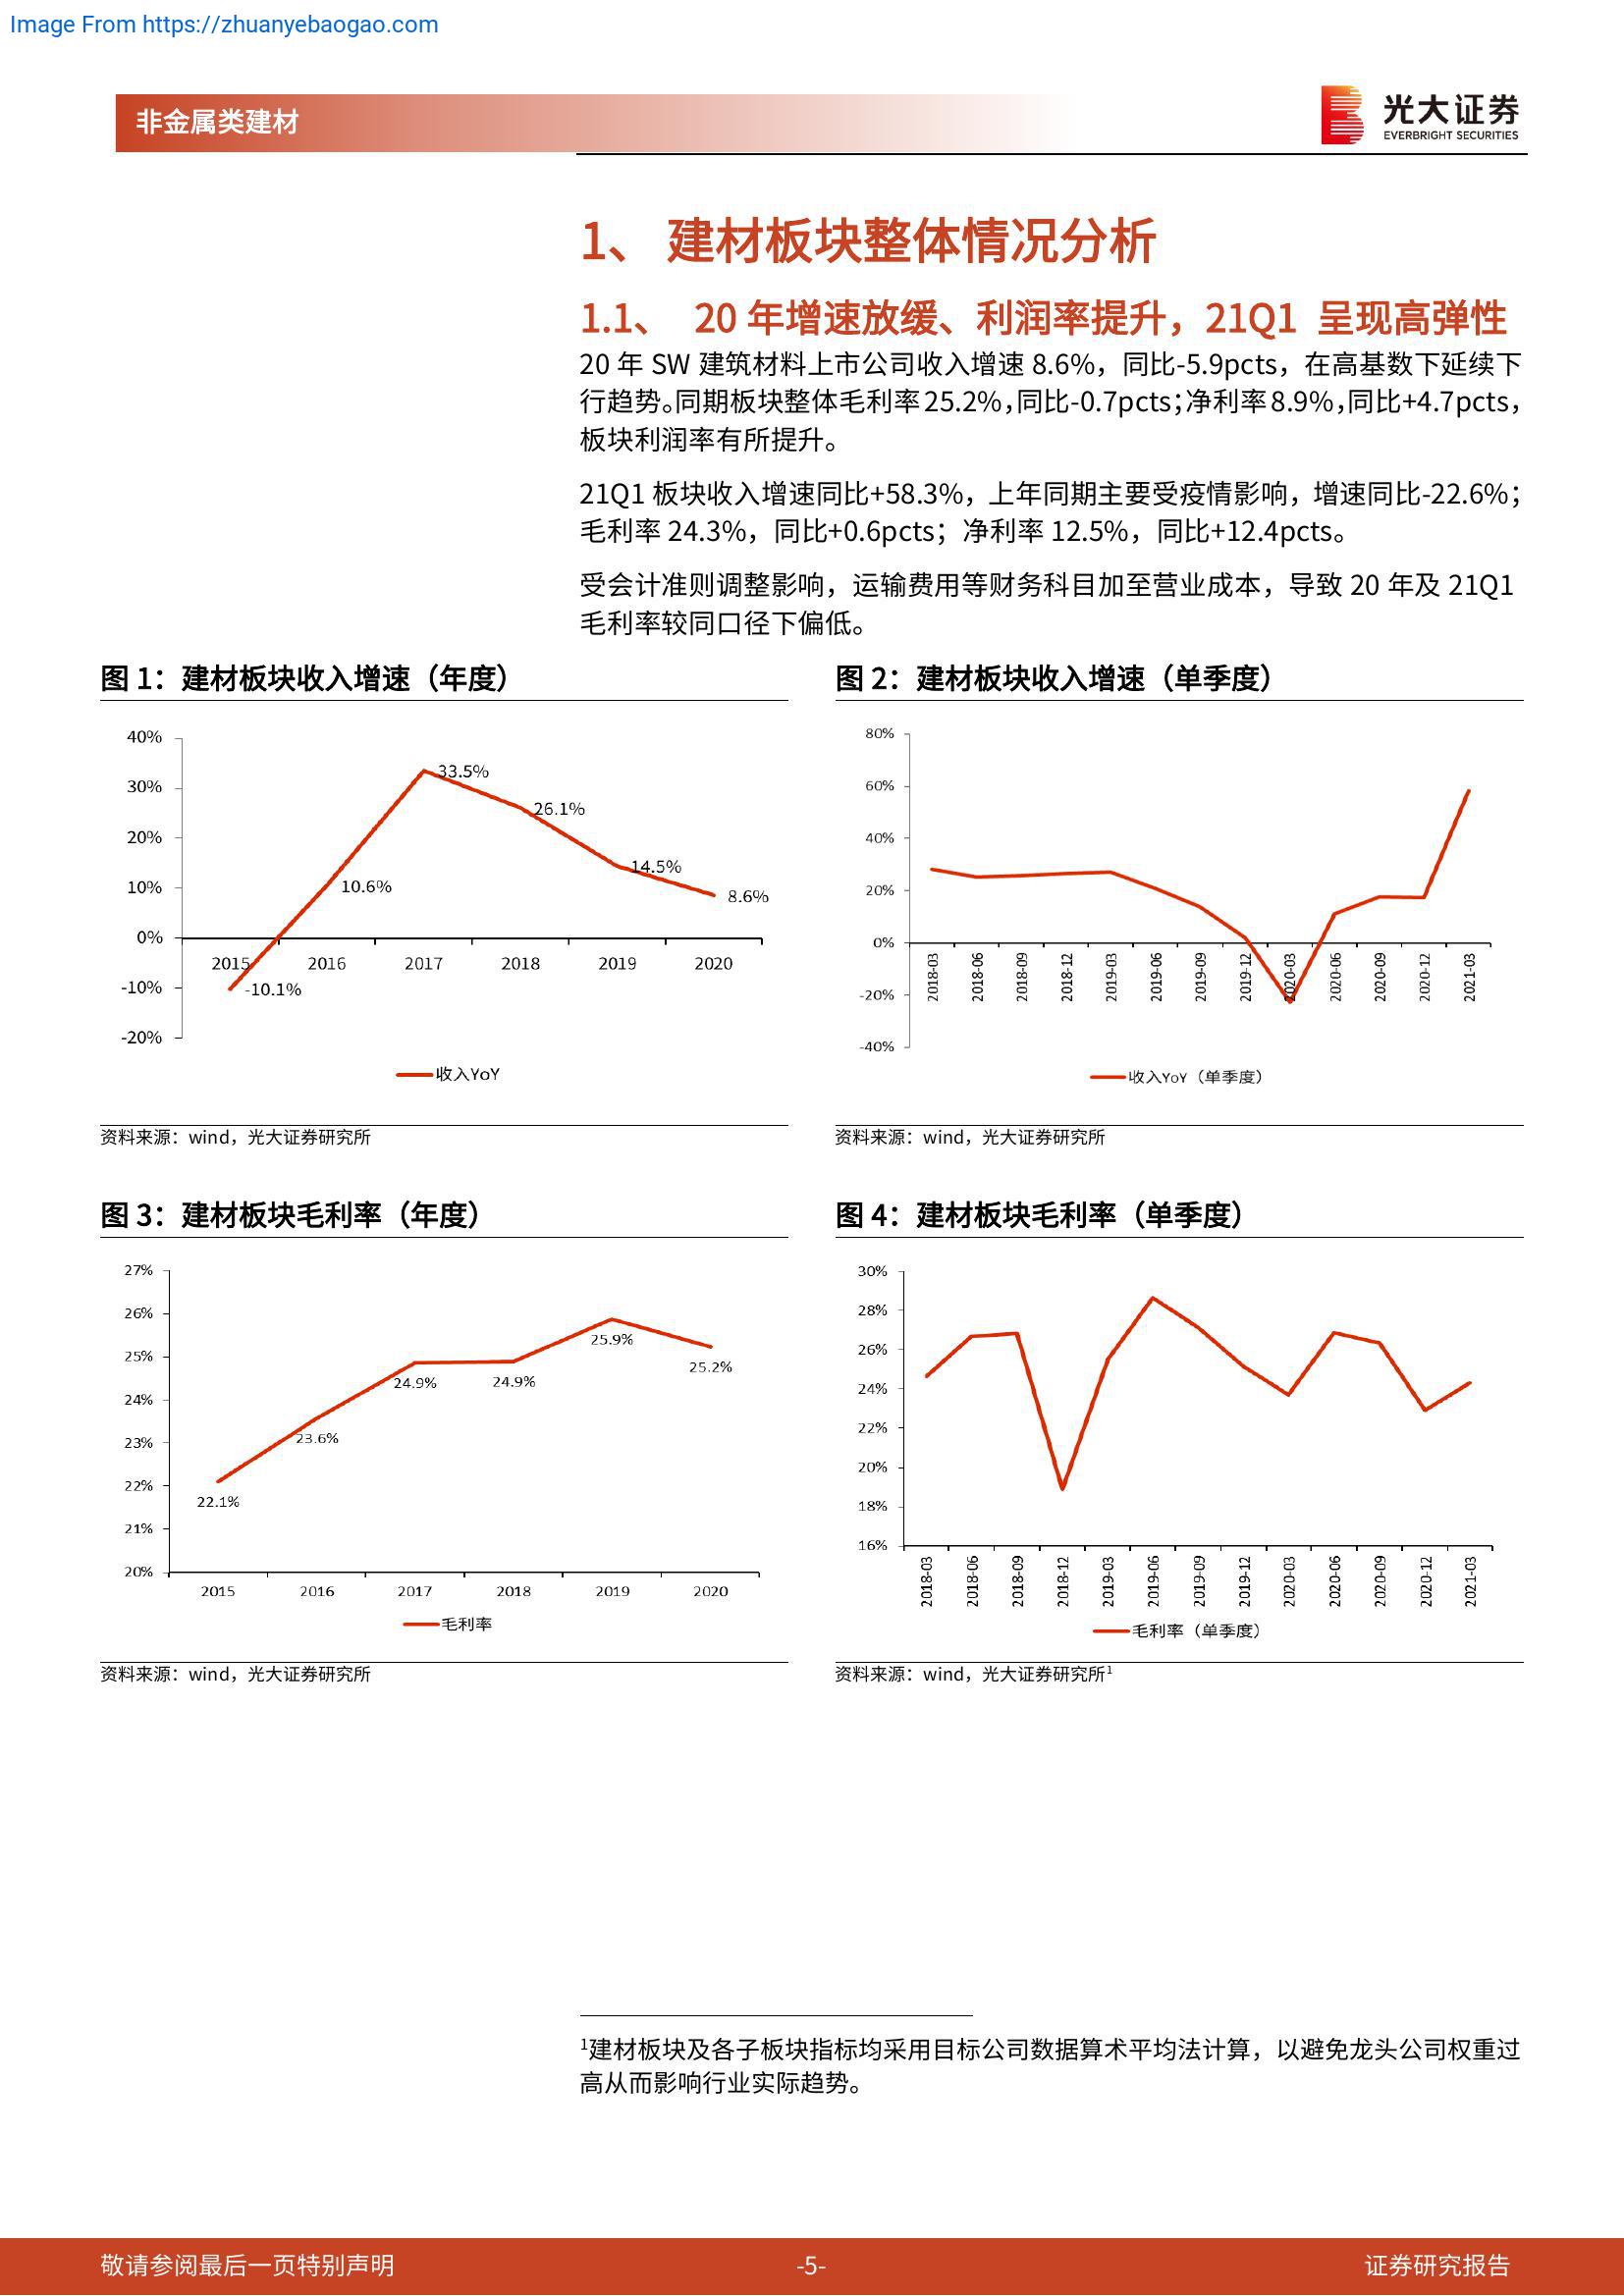 Image From https://zhuanyebaogao.com
非金属类建材
光大证券
EVERBRIGHT SECURITIES
1、 建材板块整体情况分析
1.1、 20 年增速放缓、利润率提升，21Q1 呈现高弹性
20 年 SW 建筑材料上市公司收入增速 8.6%，同比-5.9pcts，在高基数下延续下
行趋势。同期板块整体毛利率 25.2%，同比-0.7pcts；净利率 8.9%，同比+4.7pcts，
板块利润率有所提升。
21Q1 板块收入增速同比+58.3%，上年同期主要受疫情影响，增速同比-22.6%；
毛利率 24.3%，同比+0.6pcts；净利率 12.5%，同比+12.4pcts。
受会计准则调整影响，运输费用等财务科目加至营业成本，导致 20 年及 21Q1
毛利率较同口径下偏低。
图 1：建材板块收入增速（年度）
40%
30%
20%
10%
0%
-10%
-20%
33.5%
26.1%
14.5%
10.6%
8.6%
-10.1%
2015
2016
2017
2018
2019
2020
收入YoY
资料来源：wind，光大证券研究所
图 2：建材板块收入增速（单季度）
80%
60%
40%
20%
0%
-20%
-40%
2018-03
2018-06
2018-09
2018-12
2019-03
2019-06
2019-09
2019-12
2020-03
2020-06
2020-09
2020-12
2021-03
收入YoY（单季度）
资料来源：wind，光大证券研究所
图 3：建材板块毛利率（年度）
27%
26%
25%
24%
23%
22%
21%
20%
22.1%
23.6%
24.9%
24.9%
25.9%
25.2%
2015
2016
2017
2018
2019
2020
毛利率
资料来源：wind，光大证券研究所
图 4：建材板块毛利率（单季度）
30%
28%
26%
24%
22%
20%
18%
16%
2018-03
2018-06
2018-09
2018-12
2019-03
2019-06
2019-09
2019-12
2020-03
2020-06
2020-09
2020-12
2021-03
毛利率（单季度）
资料来源：wind，光大证券研究所1
1建材板块及各子板块指标均采用目标公司数据算术平均法计算，以避免龙头公司权重过
高从而影响行业实际趋势。
敬请参阅最后一页特别声明
-5-
证券研究报告